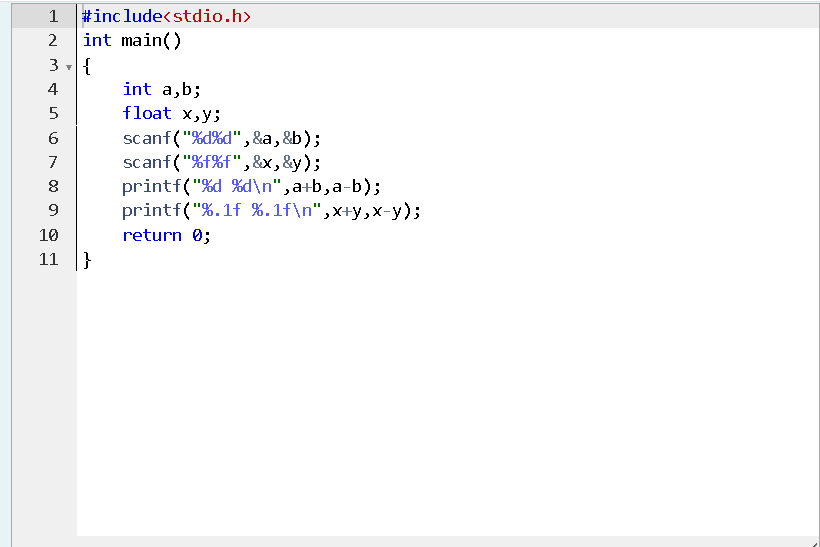 1 #include<stdio.h>
2 int main()
3 {
4     int a,b;
5     float x,y;
6     scanf("%d%d",&a,&b);
7     scanf("%f%f",&x,&y);
8     printf("%d %d\n",a+b,a-b);
9     printf("%.1f %.1f\n",x+y,x-y);
10     return 0;
11 }